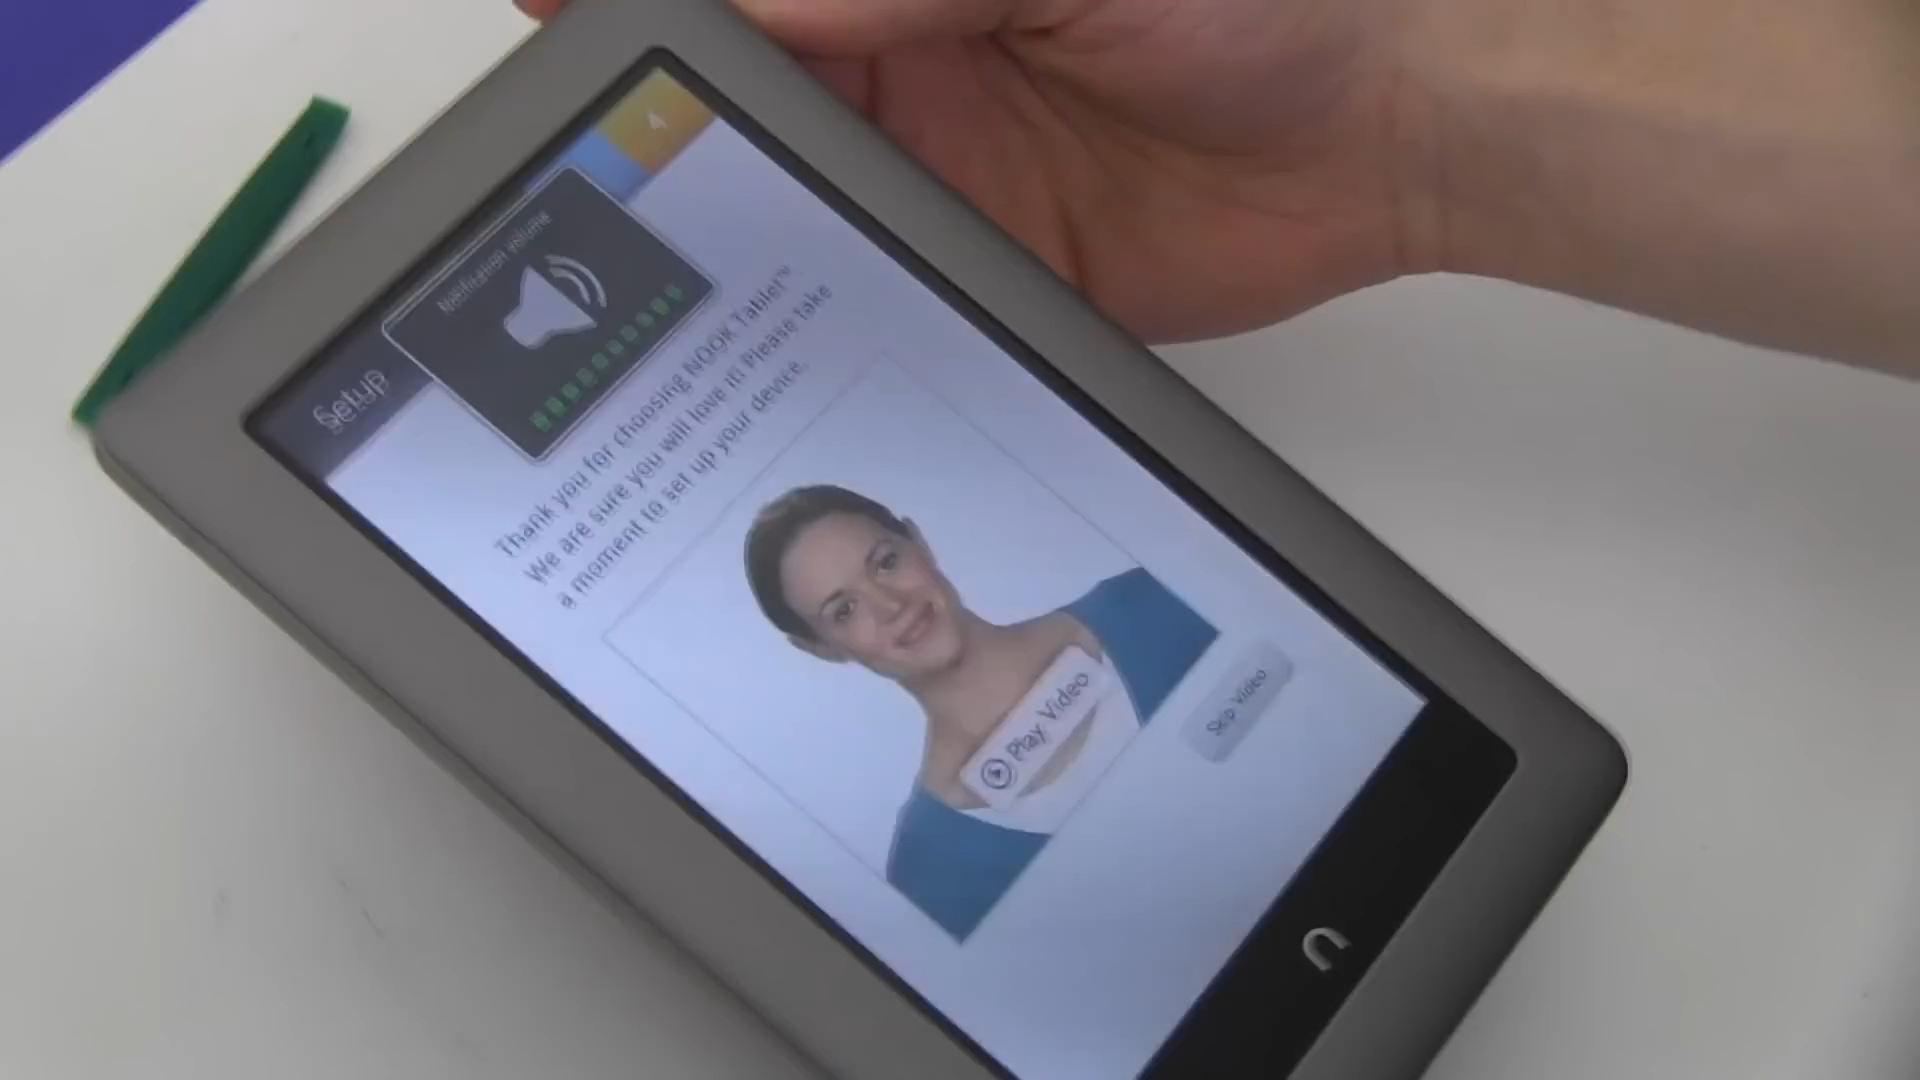 4
Notification volume
Setup
Thank you for choosing NOOK Tablet™.
We are sure you will love it! Please take
a moment to set up your device.
Play Video
Skip Video
n